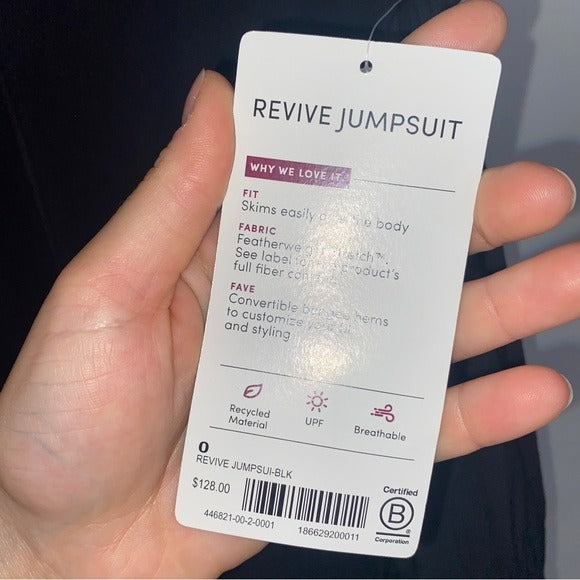 REVIVE JUMPSUIT
WHY WE LOVE IT
FIT
Skims easily the body
FABRIC
See label product's
full fiber
FAVE
Convertible hems
to customize
and styling
Recycled
Material
UPF
Breathable
0
REVIVE JUMPSUI-BLK
$128.00
446821-00-2-0001
186629200011
Certified
B
®
Corporation